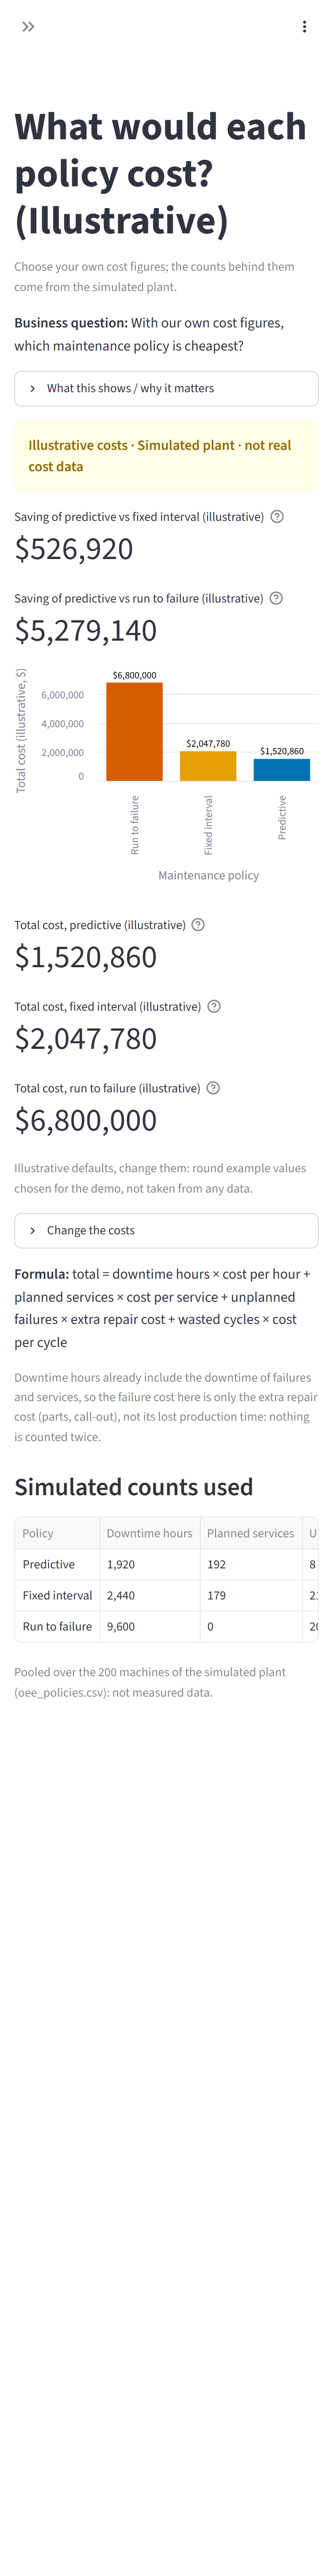 What would each
policy cost?
(Illustrative)
Choose your own cost figures; the counts behind them
come from the simulated plant.
Business question: With our own cost figures,
which maintenance policy is cheapest?
What this shows / why it matters
Illustrative costs · Simulated plant · not real
cost data
Saving of predictive vs fixed interval (illustrative)
$526,920
Saving of predictive vs run to failure (illustrative)
$5,279,140
Total cost (illustrative, $)
6,000,000
4,000,000
2,000,000
0
$6,800,000
$2,047,780
$1,520,860
Run to failure
Fixed interval
Predictive
Maintenance policy
Total cost, predictive (illustrative)
$1,520,860
Total cost, fixed interval (illustrative)
$2,047,780
Total cost, run to failure (illustrative)
$6,800,000
Illustrative defaults, change them: round example values
chosen for the demo, not taken from any data.
Change the costs
Formula: total = downtime hours × cost per hour +
planned services × cost per service + unplanned
failures × extra repair cost + wasted cycles × cost
per cycle
Downtime hours already include the downtime of failures
and services, so the failure cost here is only the extra repair
cost (parts, call-out), not its lost production time: nothing
is counted twice.
Simulated counts used
Policy Downtime hours Planned services
Predictive 1,920 192 8
Fixed interval 2,440 179
Run to failure 9,600 0
Pooled over the 200 machines of the simulated plant
(oee_policies.csv): not measured data.